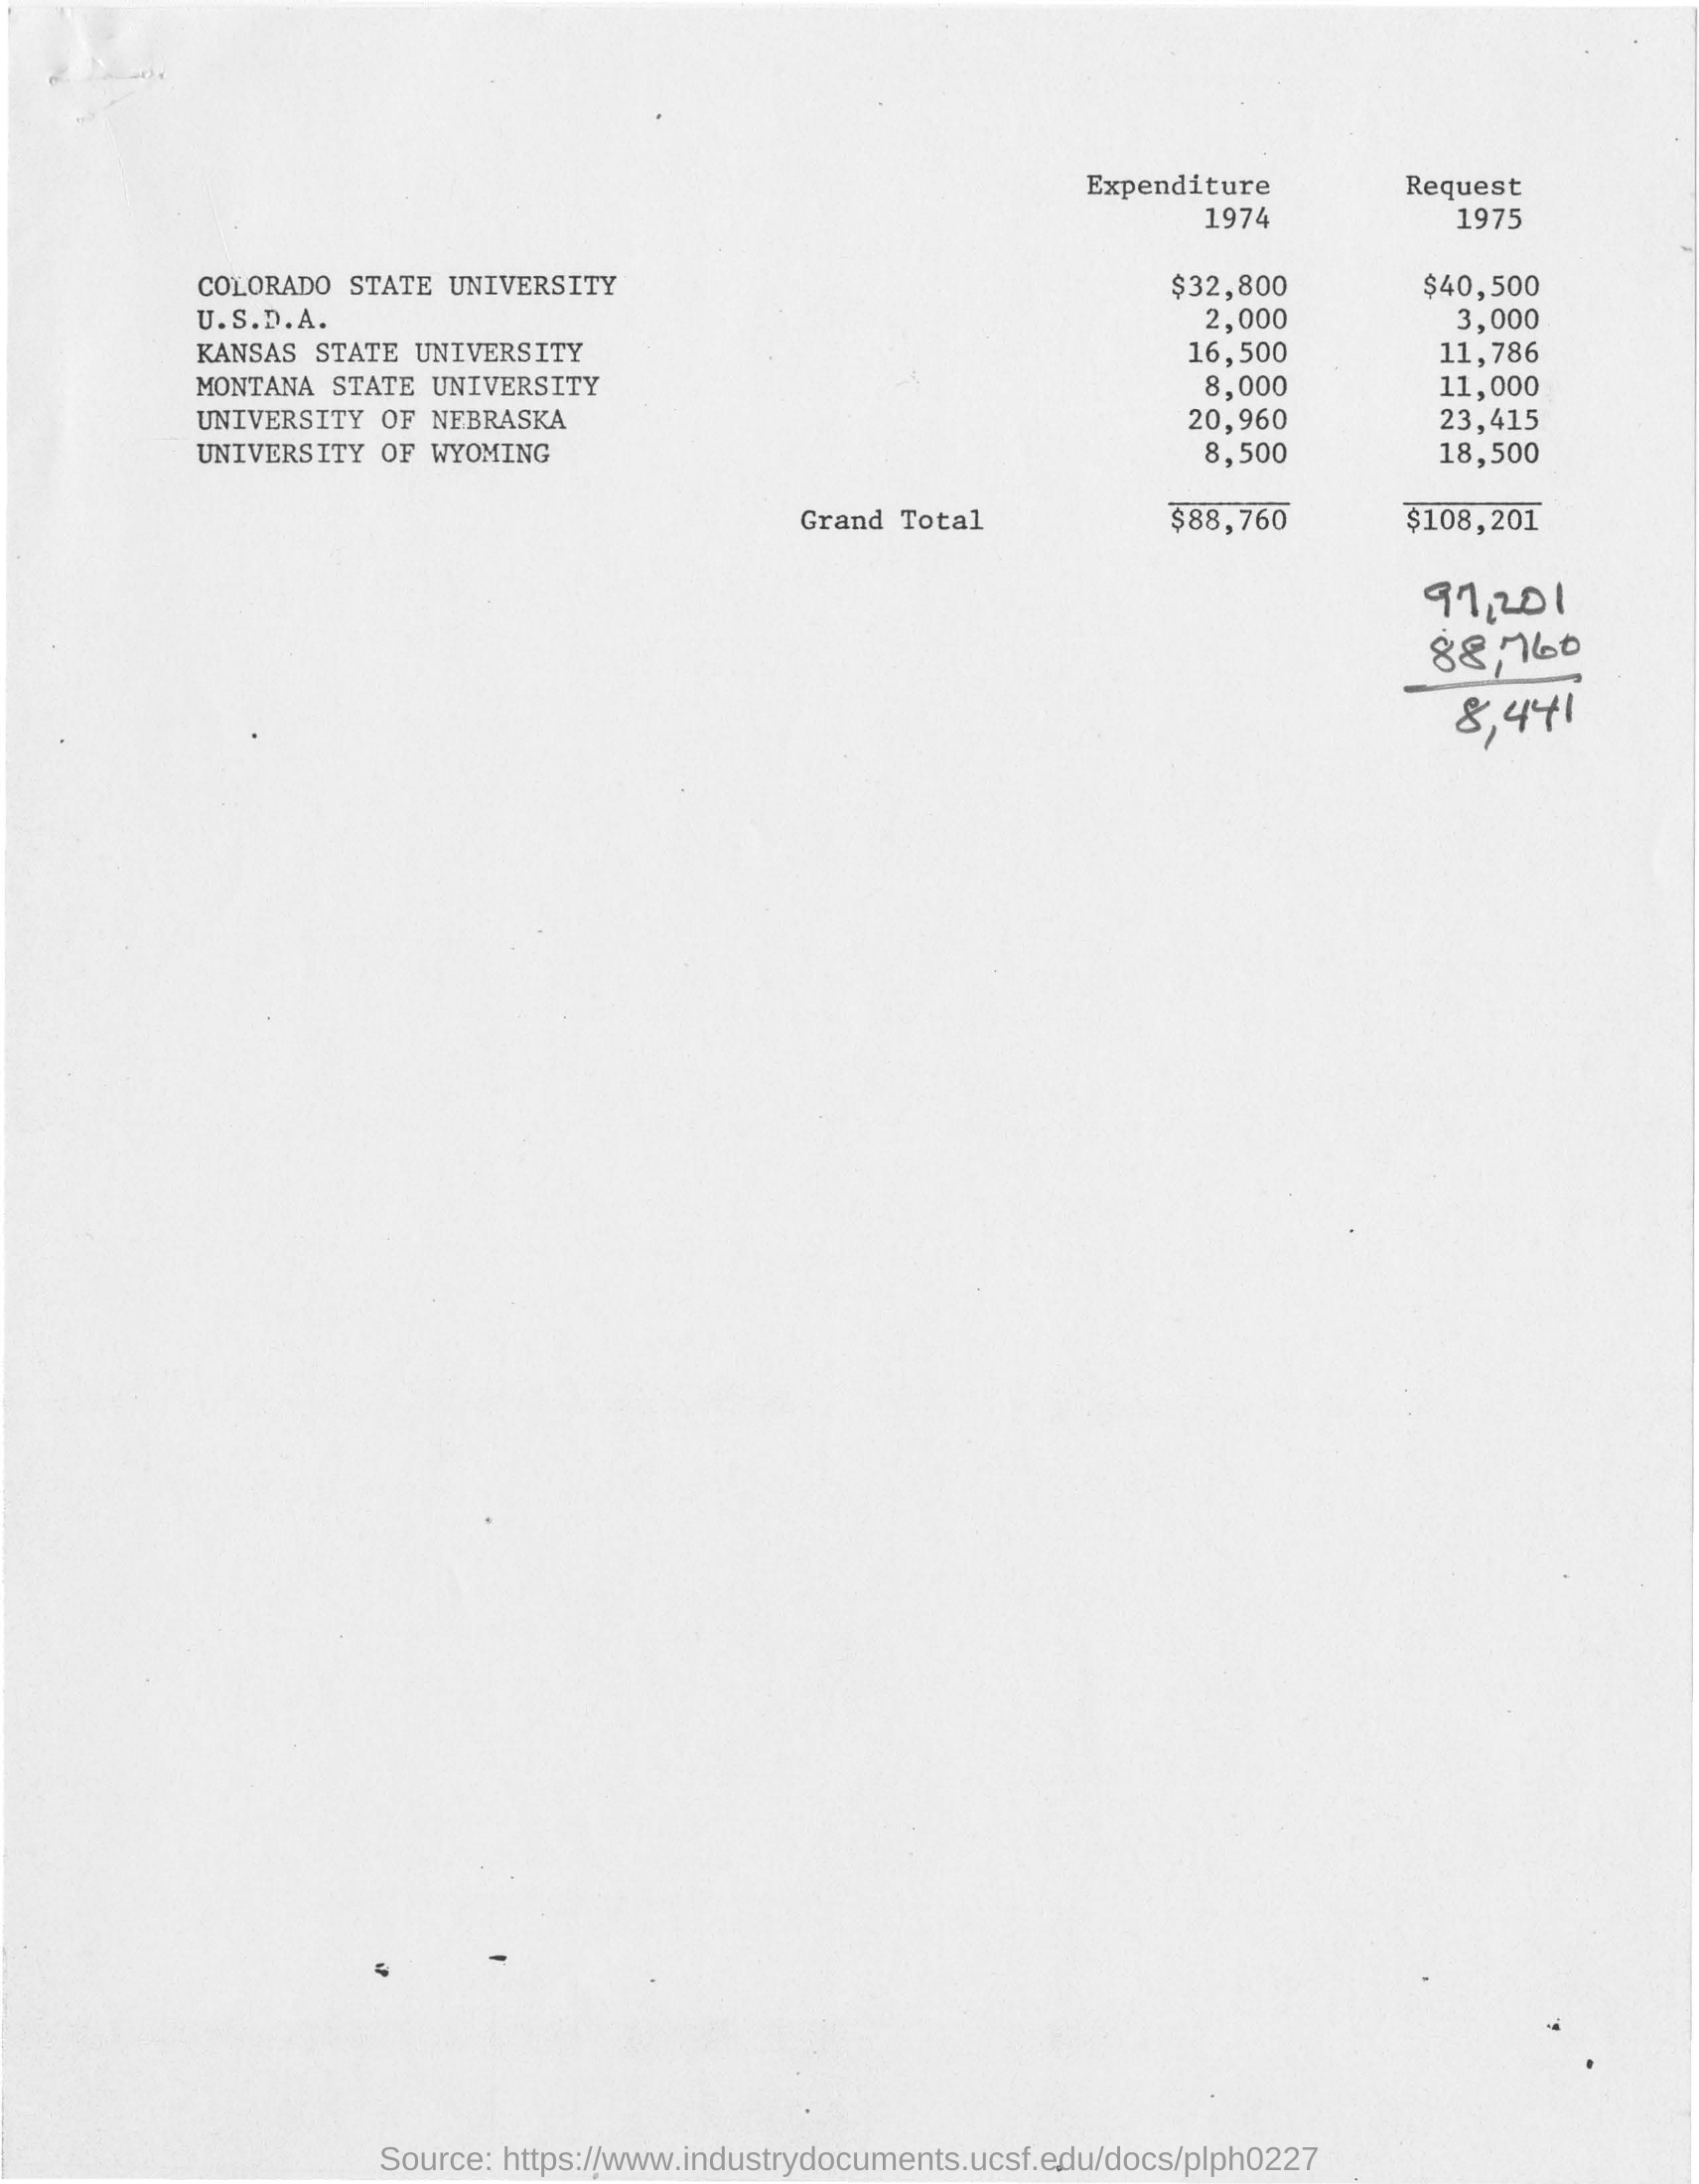 Expenditure Request
1974 1975
COLORADO STATE UNIVERSITY $32,800 $40,500
U.S.D.A. 2,000 3,000
KANSAS STATE UNIVERSITY 16,500 11,786
MONTANA STATE UNIVERSITY 8,000 11,000
UNIVERSITY OF NEBRASKA 20,960 23,415
UNIVERSITY OF WYOMING 8,500 18,500
Grand Total $88,760 $108,201
97,201
88,760
8,441
Source: https://www.industrydocuments.ucsf.edu/docs/plph0227